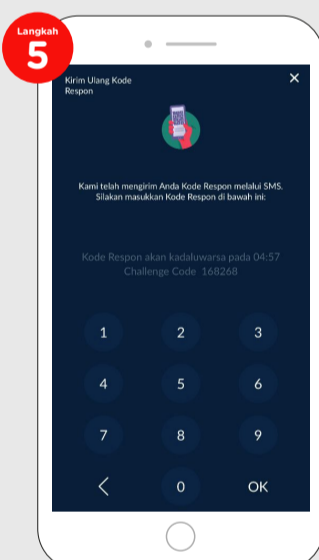 Langkah
5
Kirim Ulang Kode
Respon
×
Kami telah mengirim Anda Kode Respon melalui SMS.
Silakan masukkan Kode Respon di bawah ini:
Kode Respon akan kadaluwarsa pada 04:57
Challenge Code 168268
1 2 3
4 5 6
7 8 9
0 OK